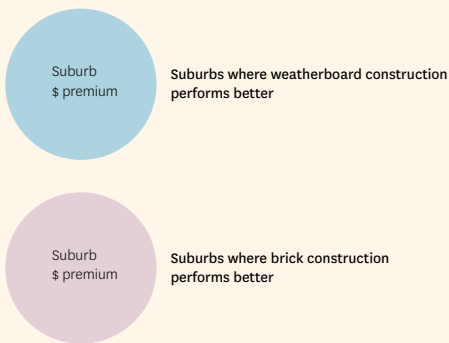 Suburb
$ premium
Suburbs where weatherboard construction
performs better
Suburb
$ premium
Suburbs where brick construction
performs better